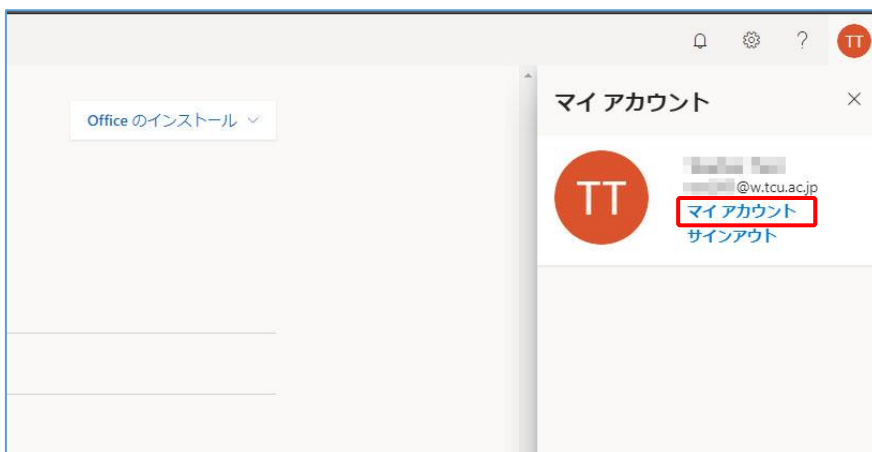 ? TT
マイ アカウント
Office のインストール
TT
@w.tcu.ac.jp
マイ アカウント
サインアウト